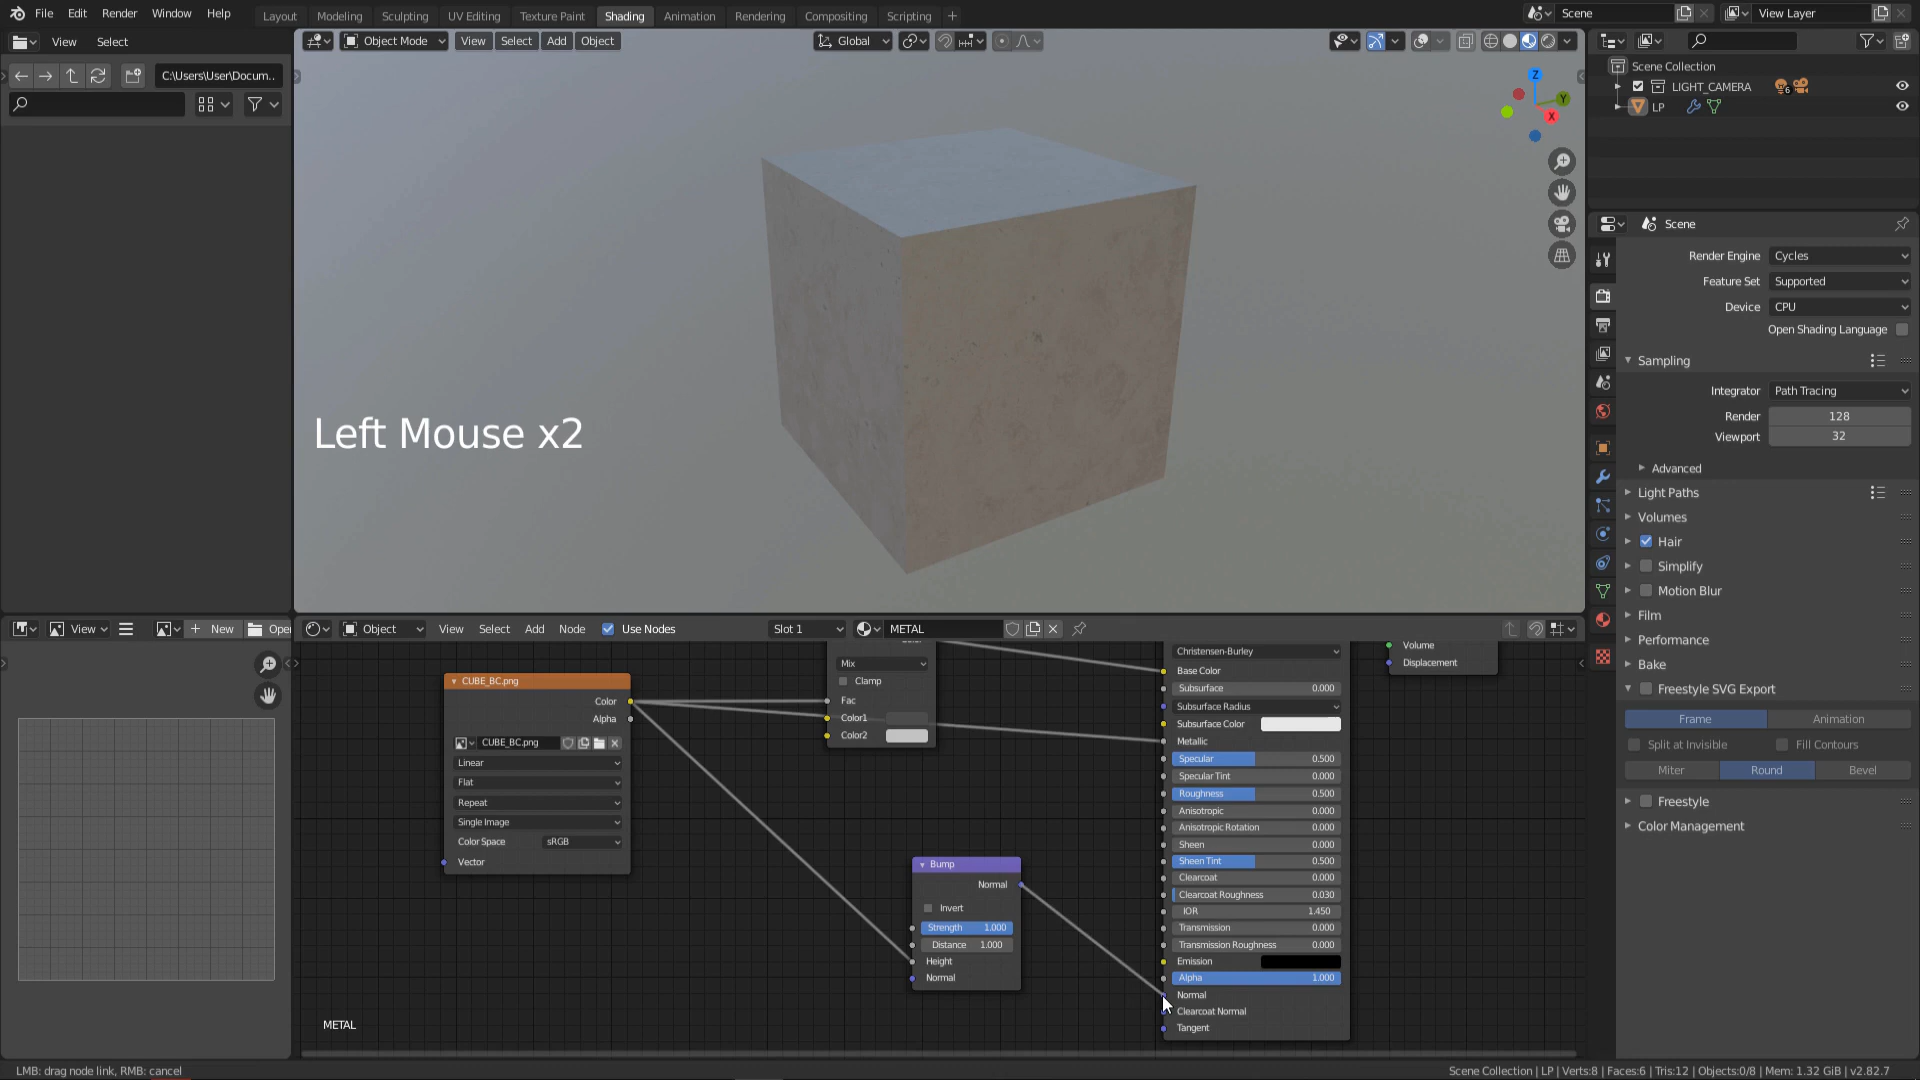 File Edit Render Window Help
Layout Modeling Sculpting UV Editing Texture Paint Shading Animation Rendering Compositing Scripting +
Scene
View Layer
View Select
Object Mode View Select Add Object
Global
C:\Users\User\Docum..
Z
Y
X
Scene Collection
LIGHT_CAMERA 6
LP
Scene
Render Engine Cycles
Feature Set Supported
Device CPU
Open Shading Language
Sampling
Integrator Path Tracing
Render 128
Viewport 32
Advanced
Light Paths
Volumes
Hair
Simplify
Motion Blur
Film
Performance
Bake
Freestyle SVG Export
Frame Animation
Split at Invisible Fill Contours
Miter Round Bevel
Freestyle
Color Management
Left Mouse x2
View + New Oper
Object View Select Add Node Use Nodes Slot 1 METAL
CUBE_BC.png
Color
Alpha
CUBE_BC.png
Linear
Flat
Repeat
Single Image
Color Space sRGB
Vector
Mix
Clamp
Fac
Color1
Color2
Bump
Normal
Invert
Strength 1.000
Distance 1.000
Height
Normal
Christensen-Burley
Base Color
Subsurface 0.000
Subsurface Radius
Subsurface Color
Metallic
Specular 0.500
Specular Tint 0.000
Roughness 0.500
Anisotropic 0.000
Anisotropic Rotation 0.000
Sheen 0.000
Sheen Tint 0.500
Clearcoat 0.000
Clearcoat Roughness 0.030
IOR 1.450
Transmission 0.000
Transmission Roughness 0.000
Emission
Alpha 1.000
Normal
Clearcoat Normal
Tangent
Volume
Displacement
METAL
LMB: drag node link, RMB: cancel
Scene Collection | LP | Verts:8 | Faces:6 | Tris:12 | Objects:0/8 | Mem: 1.32 GiB | v2.82.7